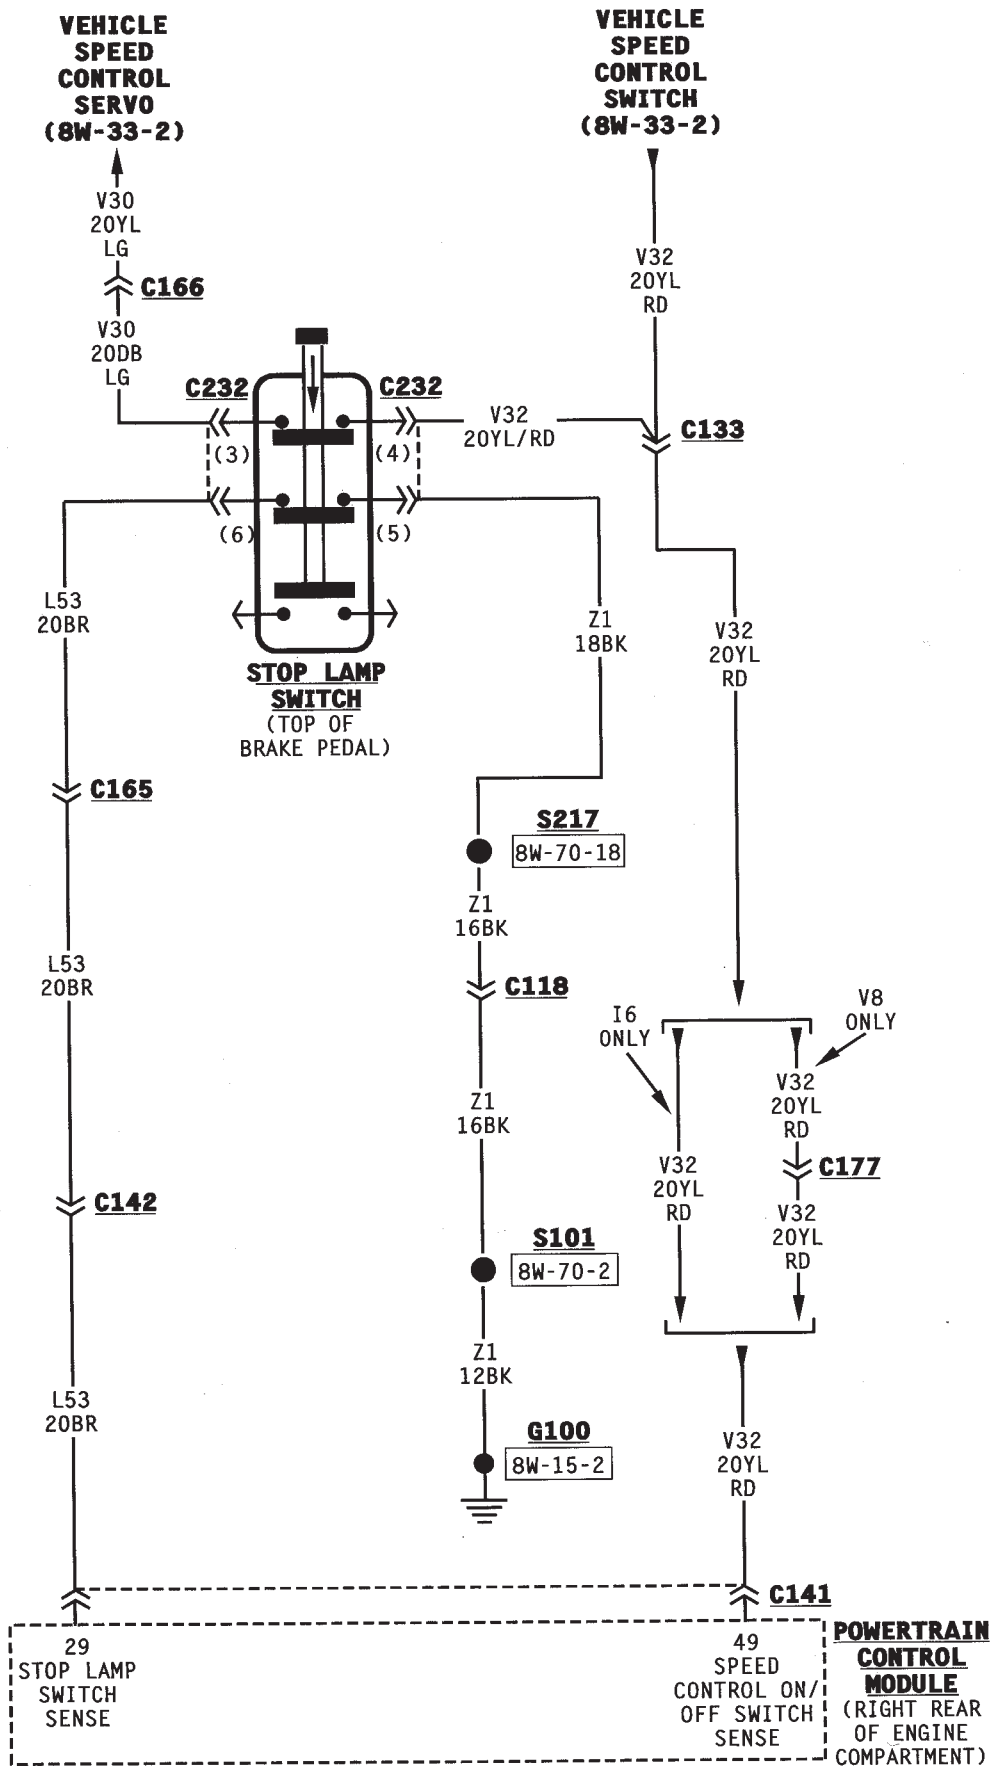 VEHICLE
SPEED
CONTROL
SERVO
(8W-33-2)
VEHICLE
SPEED
CONTROL
SWITCH
(8W-33-2)
V30
20YL
LG
C166
V30
20DB
LG
V32
20YL
RD
C232
C232
V32
20YL/RD
C133
(3)
(4)
(6)
(5)
L53
20BR
Z1
18BK
V32
20YL
RD
STOP LAMP
SWITCH
(TOP OF
BRAKE PEDAL)
C165
S217
8W-70-18
Z1
16BK
L53
20BR
C118
I6
ONLY
V8
ONLY
V32
20YL
RD
Z1
16BK
V32
20YL
RD
C177
V32
20YL
RD
C142
S101
8W-70-2
Z1
12BK
L53
20BR
G100
8W-15-2
V32
20YL
RD
C141
29
STOP LAMP
SWITCH
SENSE
49
SPEED
CONTROL ON/
OFF SWITCH
SENSE
POWERTRAIN
CONTROL
MODULE
(RIGHT REAR
OF ENGINE
COMPARTMENT)